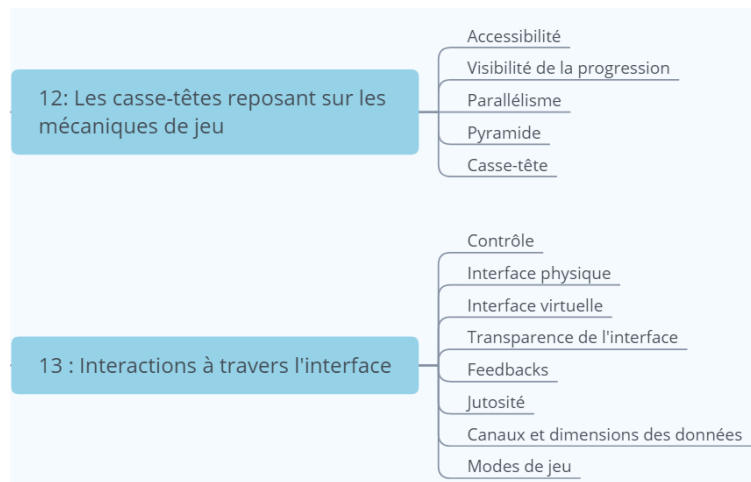 12: Les casse-têtes reposant sur les
mécaniques de jeu
Accessibilité
Visibilité de la progression
Parallélisme
Pyramide
Casse-tête
13 : Interactions à travers l'interface
Contrôle
Interface physique
Interface virtuelle
Transparence de l'interface
Feedbacks
Jutosité
Canaux et dimensions des données
Modes de jeu